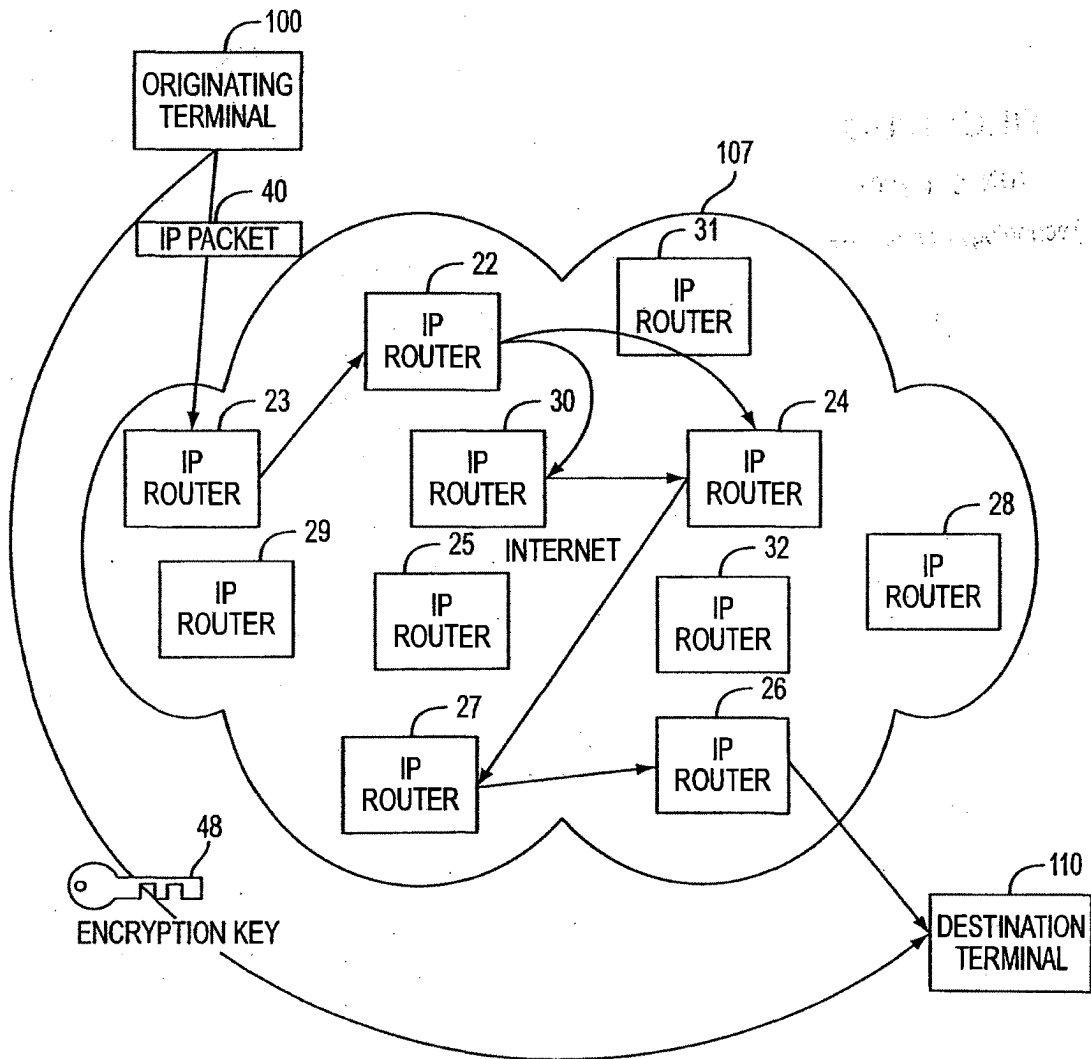 100
ORIGINATING
TERMINAL
40
IP PACKET
107
31
IP
ROUTER
22
IP
ROUTER
23
IP
ROUTER
30
IP
ROUTER
24
IP
ROUTER
29
IP
ROUTER
25
IP
ROUTER
INTERNET
32
IP
ROUTER
28
IP
ROUTER
27
IP
ROUTER
26
IP
ROUTER
48
ENCRYPTION KEY
110
DESTINATION
TERMINAL